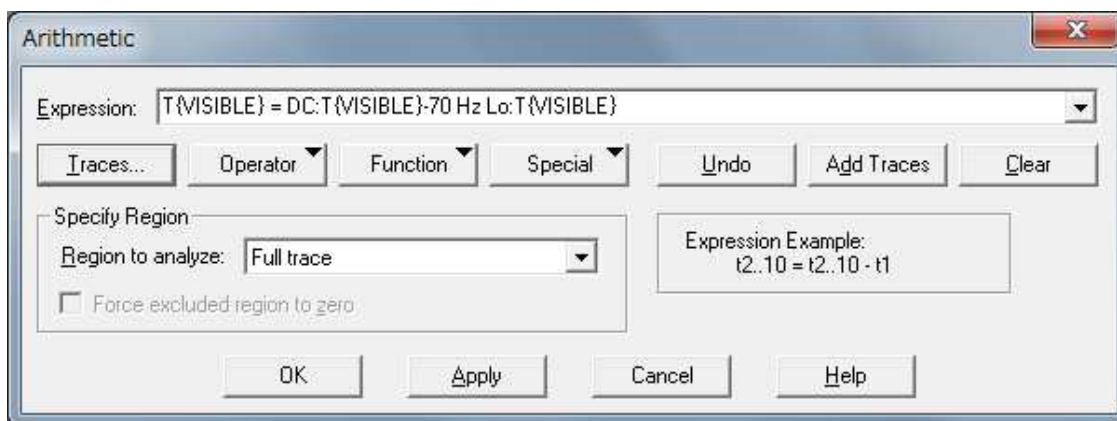 Arithmetic
Expression: T{VISIBLE} = DC:T{VISIBLE}-70 Hz Lo:T{VISIBLE}
Traces... Operator Function Special Undo Add Traces Clear
Specify Region
Region to analyze: Full trace
Force excluded region to zero
Expression Example:
t2..10 = t2..10 - t1
OK Apply Cancel Help